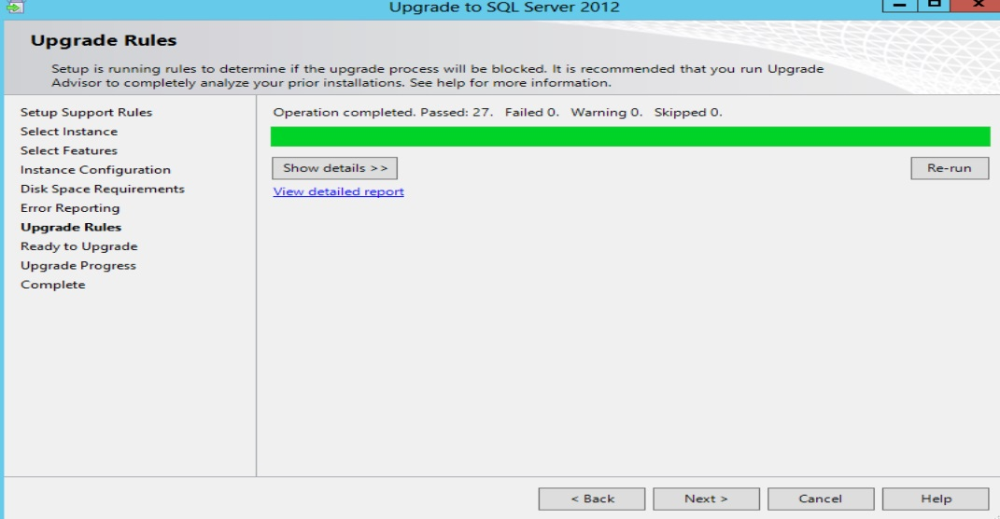 Upgrade to SQL Server 2012
Upgrade Rules
Setup is running rules to determine if the upgrade process will be blocked. It is recommended that you run Upgrade
Advisor to completely analyze your prior installations. See help for more information.
Setup Support Rules
Select Instance
Select Features
Instance Configuration
Disk Space Requirements
Error Reporting
Upgrade Rules
Ready to Upgrade
Upgrade Progress
Complete
Operation completed. Passed: 27. Failed 0. Warning 0. Skipped 0.
Show details >>
Re-run
View detailed report
< Back
Next >
Cancel
Help